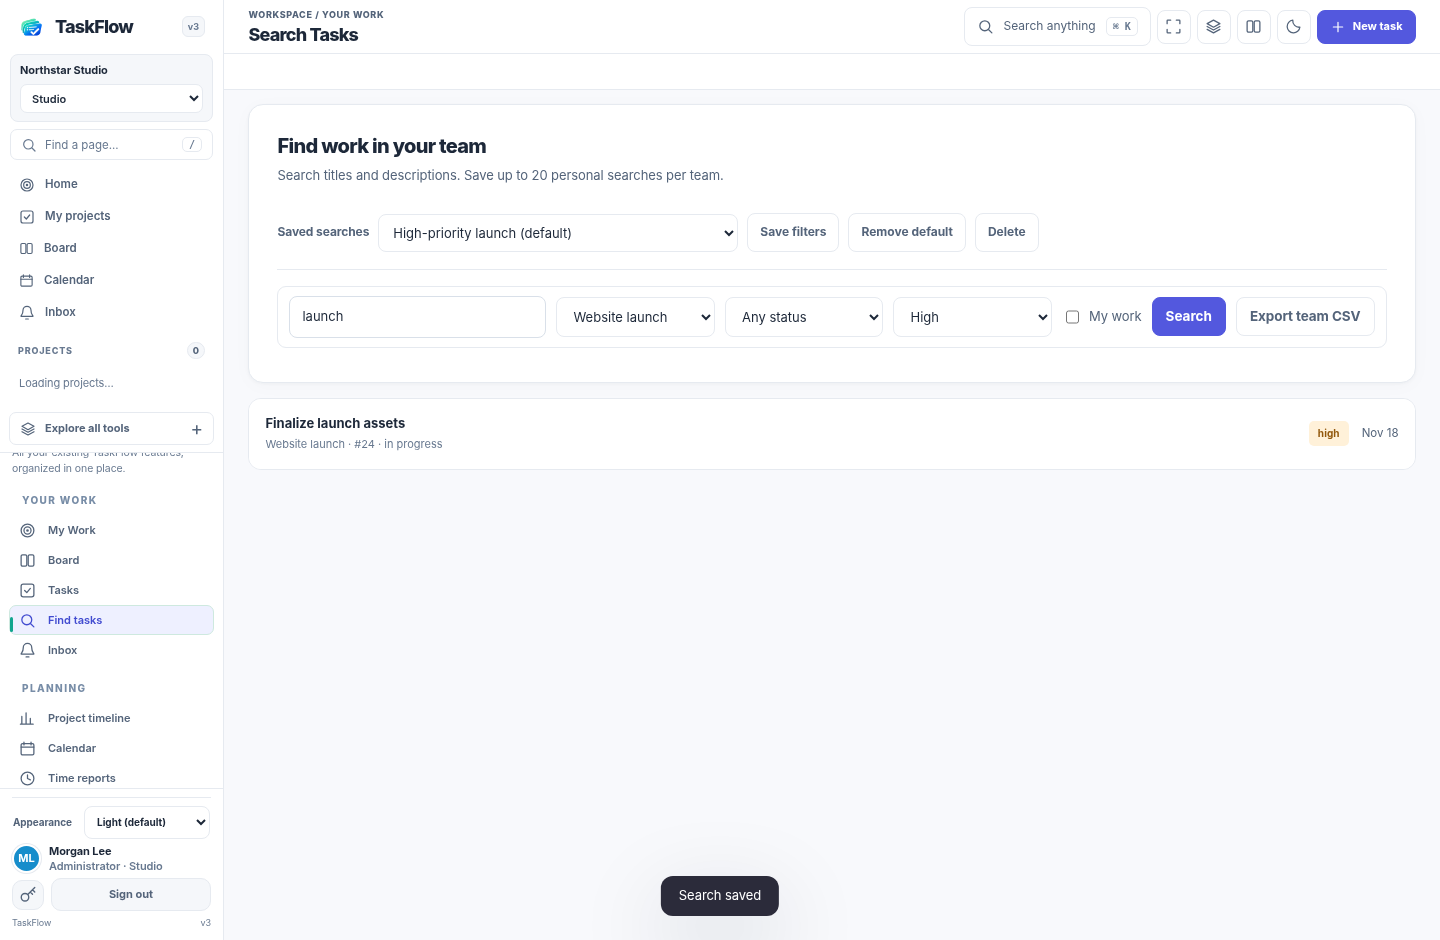 TaskFlow
v3
Northstar Studio
Studio
Find a page...
/
Home
My projects
Board
Calendar
Inbox
PROJECTS
0
Loading projects...
Explore all tools
+
All your existing TaskFlow features,
organized in one place.
YOUR WORK
My Work
Board
Tasks
Find tasks
Inbox
PLANNING
Project timeline
Calendar
Time reports
Appearance
Light (default)
ML
Morgan Lee
Administrator · Studio
Sign out
TaskFlow
v3
WORKSPACE / YOUR WORK
Search Tasks
Search anything
⌘ K
New task
Find work in your team
Search titles and descriptions. Save up to 20 personal searches per team.
Saved searches
High-priority launch (default)
Save filters
Remove default
Delete
launch
Website launch
Any status
High
My work
Search
Export team CSV
Finalize launch assets
Website launch · #24 · in progress
high
Nov 18
Search saved